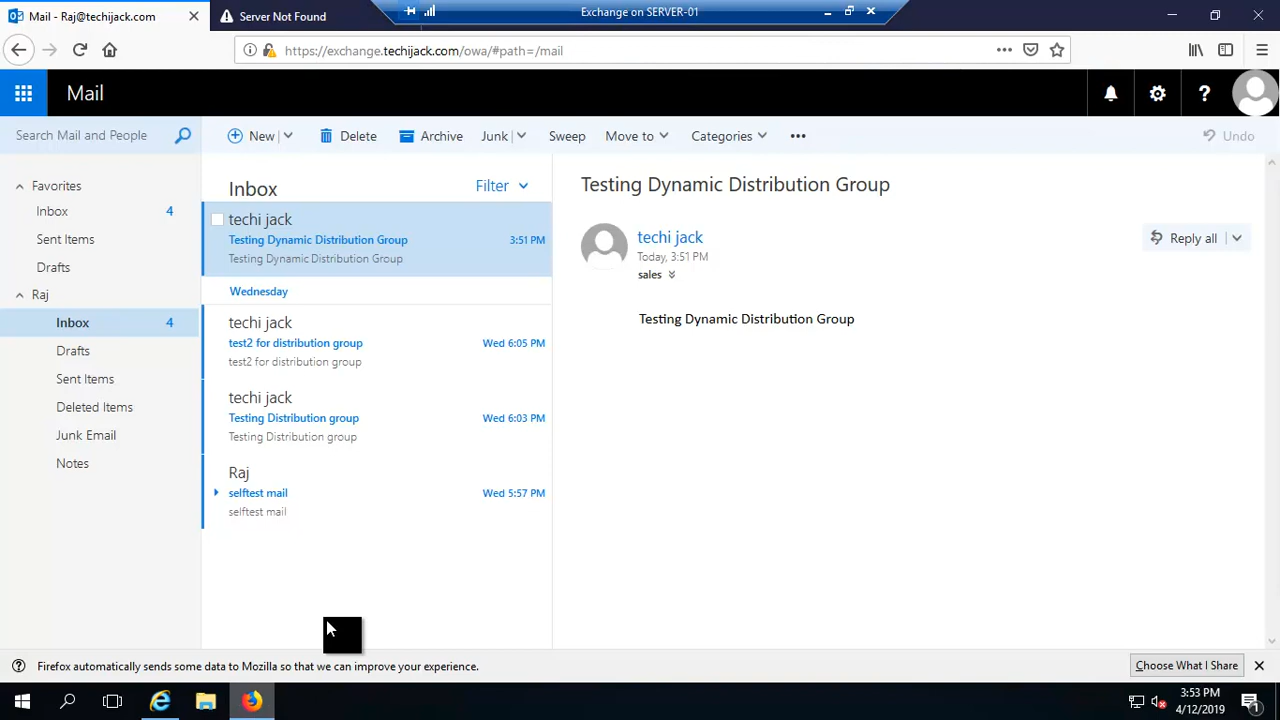 Mail - Raj@techijack.com
Server Not Found
Exchange on SERVER-01
https://exchange.techijack.com/owa/#path=/mail
Mail
Search Mail and People
New
Delete
Archive
Junk
Sweep
Move to
Categories
Undo
Favorites
Inbox 4
Sent Items
Drafts
Raj
Inbox 4
Drafts
Sent Items
Deleted Items
Junk Email
Notes
Inbox
Filter
techi jack
Testing Dynamic Distribution Group 3:51 PM
Testing Dynamic Distribution Group
Wednesday
techi jack
test2 for distribution group Wed 6:05 PM
test2 for distribution group
techi jack
Testing Distribution group Wed 6:03 PM
Testing Distribution group
Raj
selftest mail Wed 5:57 PM
selftest mail
Testing Dynamic Distribution Group
techi jack
Today, 3:51 PM
sales
Reply all
Testing Dynamic Distribution Group
Firefox automatically sends some data to Mozilla so that we can improve your experience.
Choose What I Share
3:53 PM
4/12/2019
1